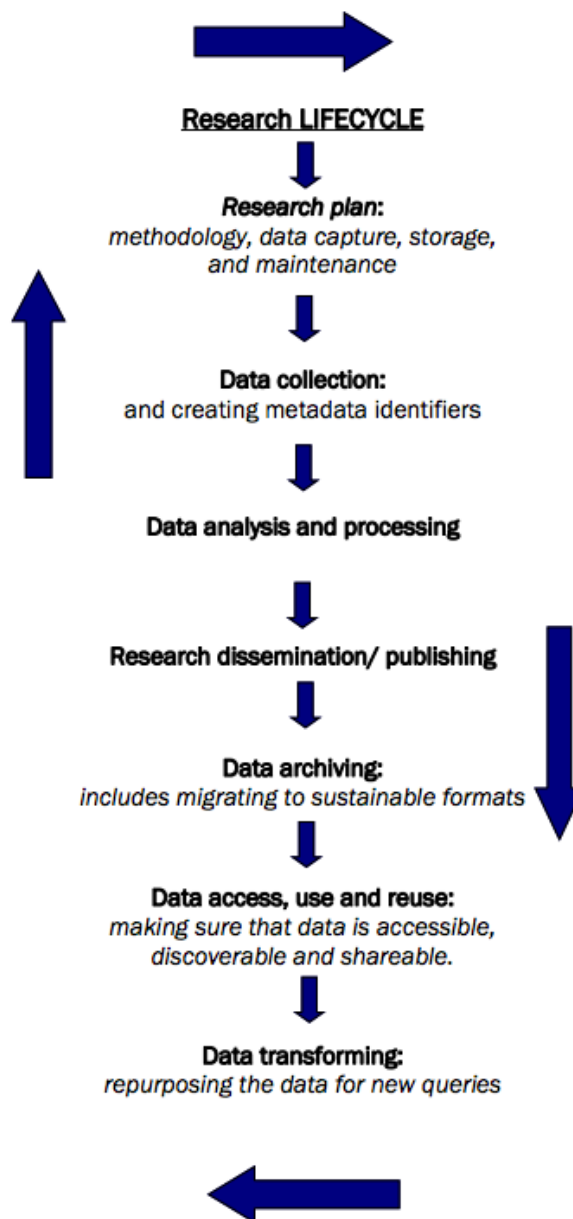 Research LIFECYCLE
Research plan:
methodology, data capture, storage,
and maintenance
Data collection:
and creating metadata identifiers
Data analysis and processing
Research dissemination/ publishing
Data archiving:
includes migrating to sustainable formats
Data access, use and reuse:
making sure that data is accessible,
discoverable and shareable.
Data transforming:
repurposing the data for new queries